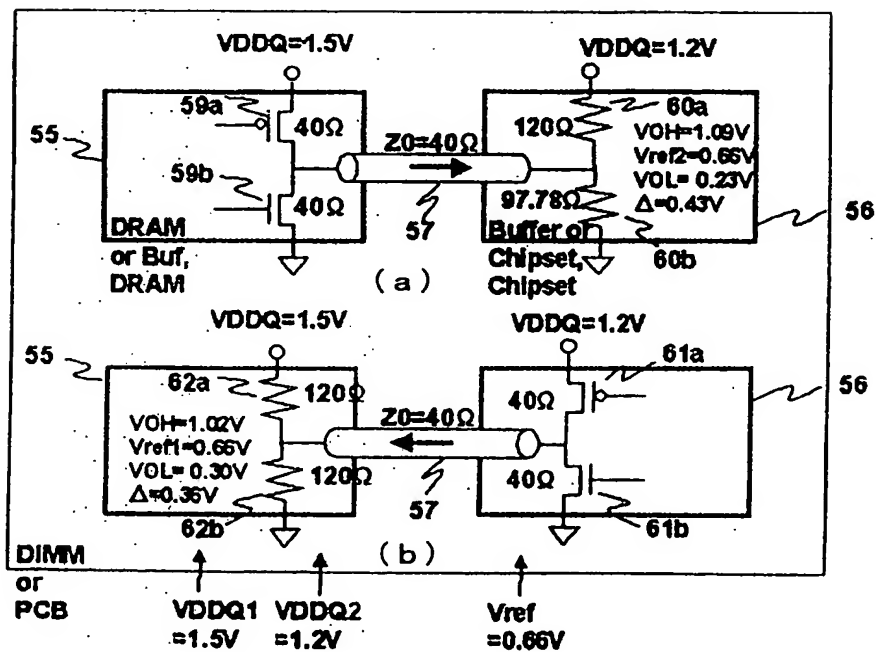 VDDQ=1.5V
VDDQ=1.2V
59a
60a
55
40Ω
120Ω
VOH=1.09V
Z0=40Ω
Vref2=0.66V
59b
VOL= 0.23V
40Ω
97.78Ω
Δ=0.43V
56
57
DRAM
or Buf,
DRAM
Buffer or
Chipset,
Chipset
60b
(a)
VDDQ=1.5V
VDDQ=1.2V
55
61a
56
62a
120Ω
40Ω
VOH=1.02V
Z0=40Ω
Vref1=0.66V
VOL= 0.30V
120Ω
40Ω
Δ=0.36V
57
62b
61b
(b)
DIMM
or
PCB
VDDQ1
=1.5V
VDDQ2
=1.2V
Vref
=0.66V